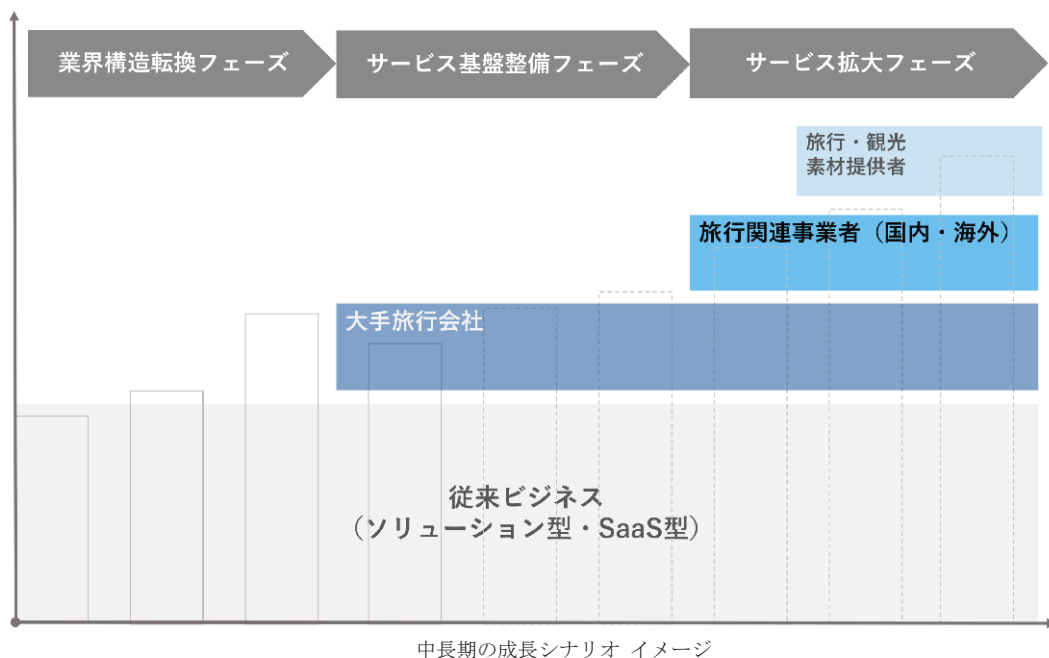 業界構造転換フェーズ
サービス基盤整備フェーズ
サービス拡大フェーズ
旅行・観光
素材提供者
旅行関連事業者（国内・海外）
大手旅行会社
従来ビジネス
（ソリューション型・SaaS型）
中長期の成長シナリオ イメージ